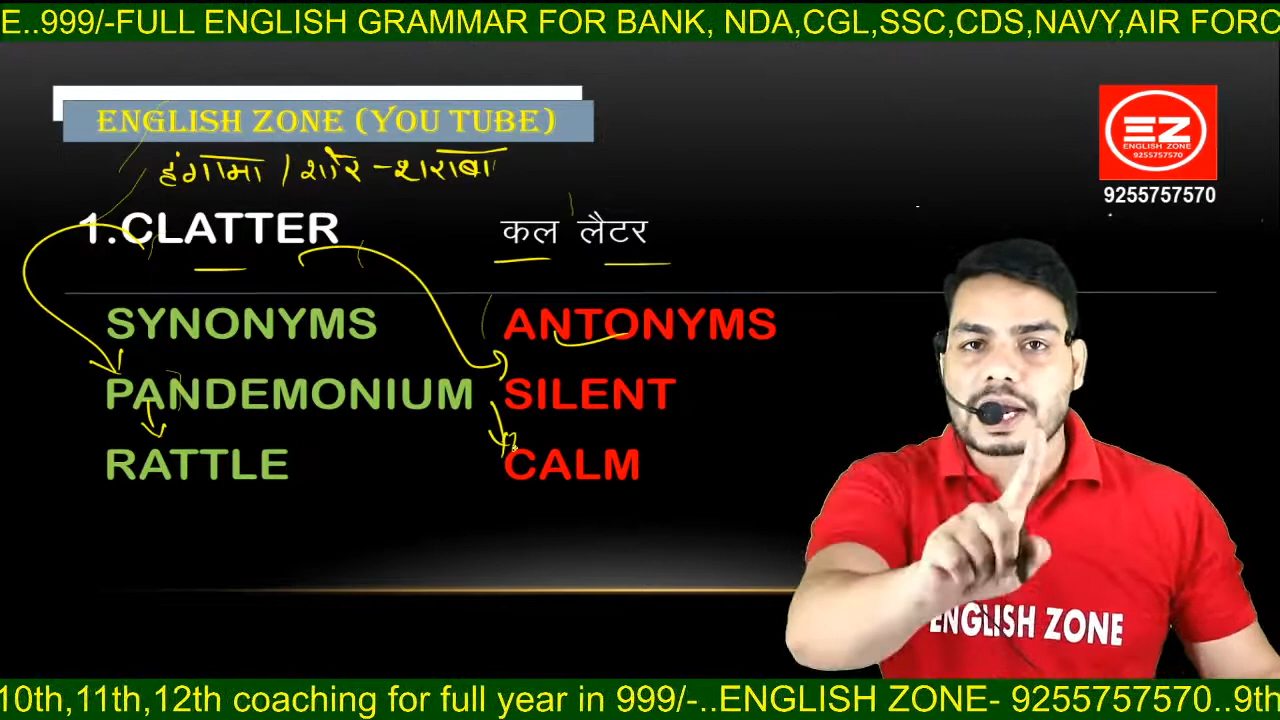 E..999/-FULL ENGLISH GRAMMAR FOR BANK, NDA,CGL,SSC,CDS,NAVY,AIR FORC
ENGLISH ZONE (YOU TUBE)
EZ
ENGLISH ZONE
9255757570
9255757570
हंगामा / शोर - शराबा
1.CLATTER कल लैटर
SYNONYMS ANTONYMS
PANDEMONIUM SILENT
RATTLE CALM
ENGLISH ZONE
10th,11th,12th coaching for full year in 999/-..ENGLISH ZONE- 9255757570..9th